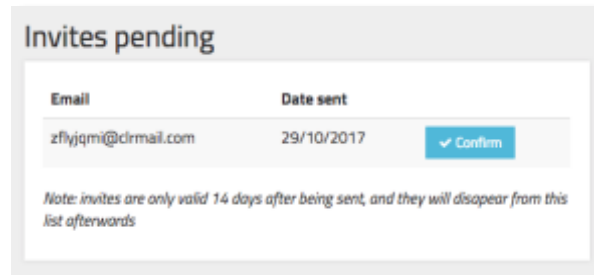 Invites pending
Email Date sent
zflyjqmi@clrmail.com 29/10/2017 ✔ Confirm
Note: invites are only valid 14 days after being sent, and they will disapear from this
list afterwards